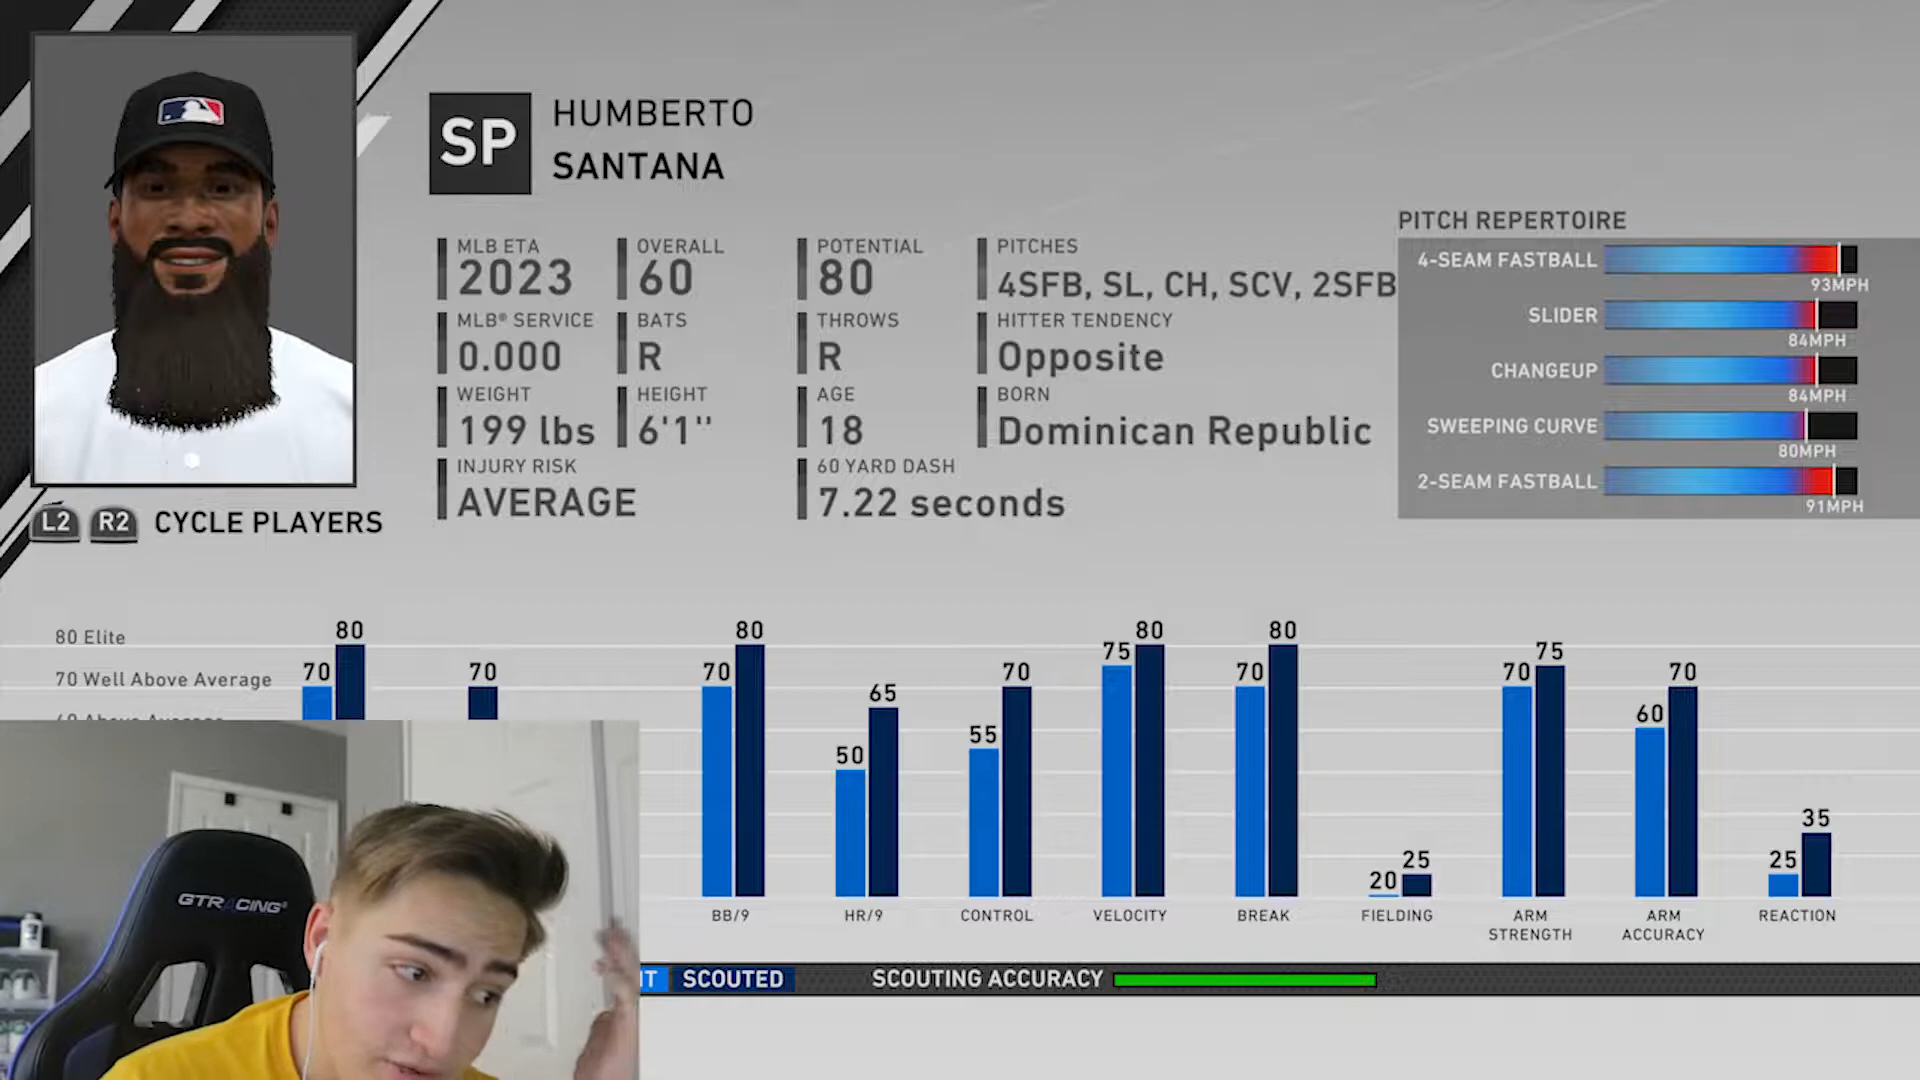 SP
HUMBERTO
SANTANA
MLB ETA
2023
OVERALL
60
POTENTIAL
80
PITCHES
4SFB, SL, CH, SCV, 2SFB
MLB® SERVICE
0.000
BATS
R
THROWS
R
HITTER TENDENCY
Opposite
WEIGHT
199 lbs
HEIGHT
6'1"
AGE
18
BORN
Dominican Republic
INJURY RISK
AVERAGE
60 YARD DASH
7.22 seconds
L2 R2 CYCLE PLAYERS
PITCH REPERTOIRE
4-SEAM FASTBALL
93MPH
SLIDER
84MPH
CHANGEUP
84MPH
SWEEPING CURVE
80MPH
2-SEAM FASTBALL
91MPH
80 Elite
70 Well Above Average
70 80
70
70 80
BB/9
50 65
HR/9
55 70
CONTROL
75 80
VELOCITY
70 80
BREAK
20 25
FIELDING
70 75
ARM
STRENGTH
60 70
ARM
ACCURACY
25 35
REACTION
SCOUTED
SCOUTING ACCURACY
GTRACING